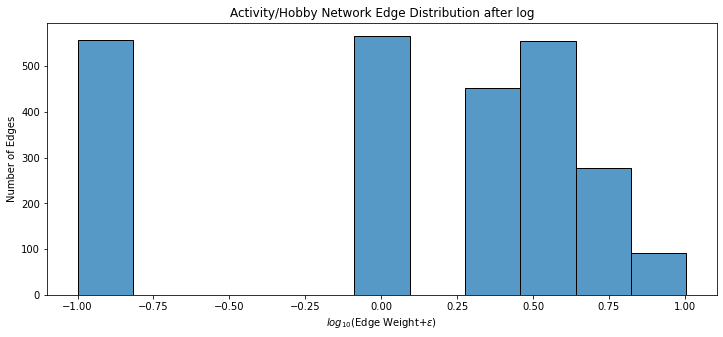 Activity/Hobby Network Edge Distribution after log
Number of Edges
500
400
300
200
100
0
−1.00 −0.75 −0.50 −0.25 0.00 0.25 0.50 0.75 1.00
log₁₀(Edge Weight+ε)